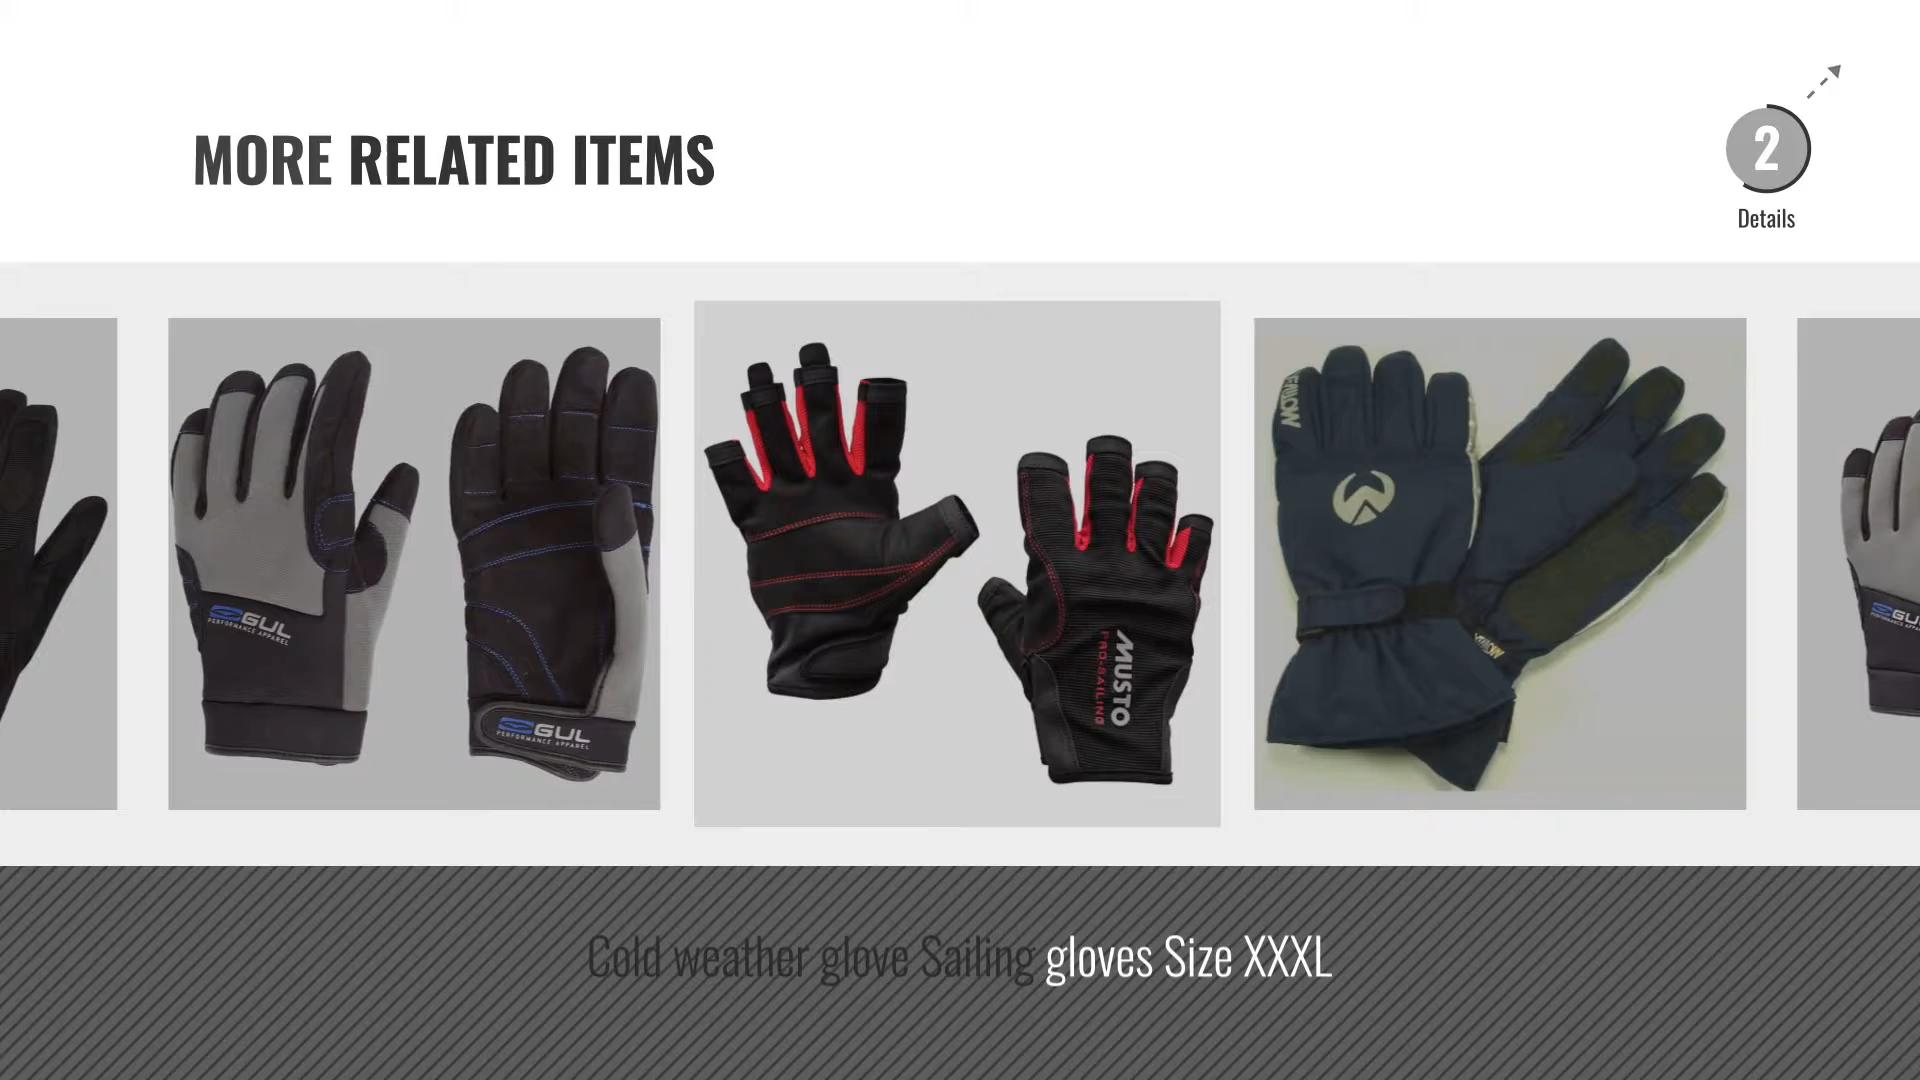 MORE RELATED ITEMS
2
Details
GUL
PERFORMANCE APPAREL
GUL
PERFORMANCE APPAREL
MUSTO
PRO-SAILING
Cold weather glove Sailing gloves Size XXXL